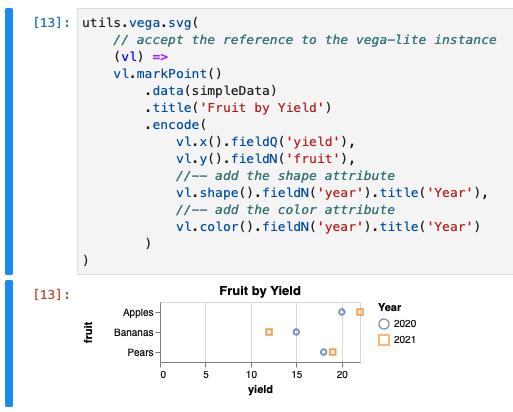 [13]: utils.vega.svg(
// accept the reference to the vega-lite instance
(vl) =>
vl.markPoint()
.data(simpleData)
.title('Fruit by Yield')
.encode(
vl.x().fieldQ('yield'),
vl.y().fieldN('fruit'),
//-- add the shape attribute
vl.shape().fieldN('year').title('Year'),
//-- add the color attribute
vl.color().fieldN('year').title('Year')
)
)
[13]:
Fruit by Yield
fruit
Apples
Bananas
Pears
0 5 10 15 20
yield
Year
2020
2021